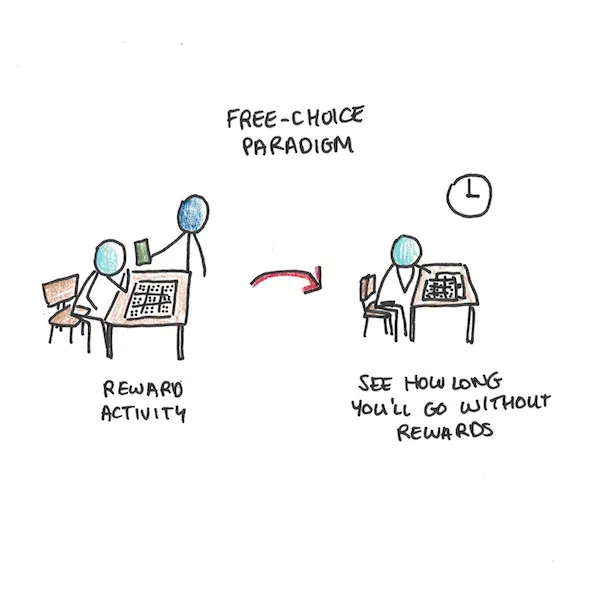 FREE-CHOICE
PARADIGM
REWARD
ACTIVITY
SEE HOW LONG
YOU'LL GO WITHOUT
REWARDS